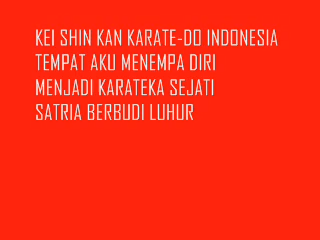 KEI SHIN KAN KARATE-DO INDONESIA
TEMPAT AKU MENEMPA DIRI
MENJADI KARATEKA SEJATI
SATRIA BERBUDI LUHUR